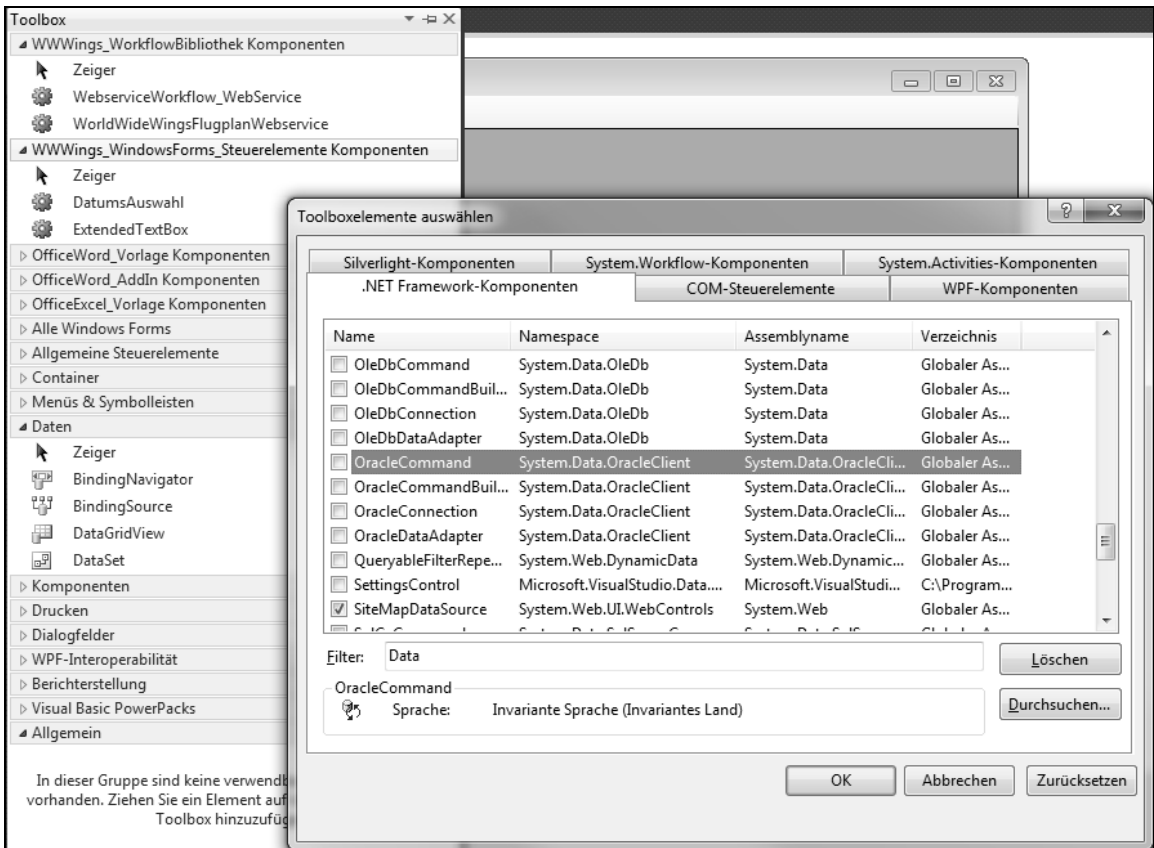 Toolbox
WWWings_WorkflowBibliothek Komponenten
Zeiger
WebserviceWorkflow_WebService
WorldWideWingsFlugplanWebservice
WWWings_WindowsForms_Steuerelemente Komponenten
Zeiger
DatumsAuswahl
ExtendedTextBox
OfficeWord_Vorlage Komponenten
OfficeWord_AddIn Komponenten
OfficeExcel_Vorlage Komponenten
Alle Windows Forms
Allgemeine Steuerelemente
Container
Menüs & Symbolleisten
Daten
Zeiger
BindingNavigator
BindingSource
DataGridView
DataSet
Komponenten
Drucken
Dialogfelder
WPF-Interoperabilität
Berichterstellung
Visual Basic PowerPacks
Allgemein
In dieser Gruppe sind keine
vorhanden. Ziehen Sie ein Element auf
Toolbox
Toolboxelemente auswählen
Silverlight-Komponenten System.Workflow-Komponenten System.Activities-Komponenten
.NET Framework-Komponenten COM-Steuerelemente WPF-Komponenten
Name Namespace Assemblyname Verzeichnis
OleDbCommand System.Data.OleDb System.Data Globaler As...
OleDbCommandBuil... System.Data.OleDb System.Data Globaler As...
OleDbConnection System.Data.OleDb System.Data Globaler As...
OleDbDataAdapter System.Data.OleDb System.Data Globaler As...
OracleCommand System.Data.OracleClient System.Data.OracleCli... Globaler As...
OracleCommandBuil... System.Data.OracleClient System.Data.OracleCli... Globaler As...
OracleConnection System.Data.OracleClient System.Data.OracleCli... Globaler As...
OracleDataAdapter System.Data.OracleClient System.Data.OracleCli... Globaler As...
QueryableFilterRepe... System.Web.DynamicData System.Web.Dynamic... Globaler As...
SettingsControl Microsoft.VisualStudio.Data.... Microsoft.VisualStudi... C:\Program...
SiteMapDataSource System.Web.UI.WebControls System.Web Globaler As...
Filter: Data Löschen
OracleCommand
Sprache: Invariante Sprache (Invariantes Land)
Durchsuchen...
OK Abbrechen Zurücksetzen